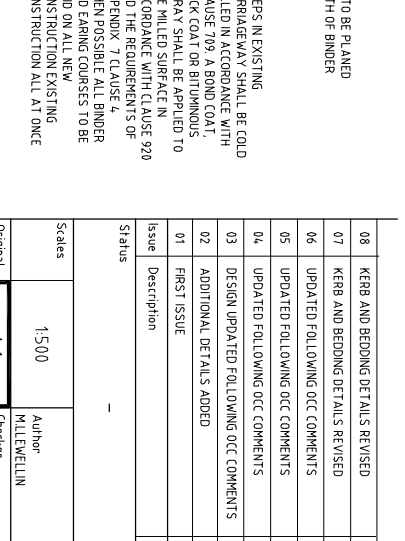 TO BE PLANED
TH OF BINDER
EPS IN EXISTING
RRIAGEWAY SHALL BE COLD
LLED IN ACCORDANCE WITH
AUSE 709. A BOND COAT,
CK COAT OR BITUMINOUS
RAY SHALL BE APPLIED TO
E MILLED SURFACE IN
CORDANCE WITH CLAUSE 920
D THE REQUIREMENTS OF
PENDIX 7 CLAUSE 4.
EN POSSIBLE ALL BINDER
D EARING COURSES TO BE
ID ON ALL NEW
NSTRUCTION EXISTING
NSTRUCTION ALL AT ONCE
08 KERB AND BEDDING DETAILS REVISED
07 KERB AND BEDDING DETAILS REVISED
06 UPDATED FOLLOWING OCC COMMENTS
05 UPDATED FOLLOWING OCC COMMENTS
04 UPDATED FOLLOWING OCC COMMENTS
03 DESIGN UPDATED FOLLOWING OCC COMMENTS
02 ADDITIONAL DETAILS ADDED
01 FIRST ISSUE
Issue Description
Status –
Scales 1:500 Author
M.LLEWELLIN
Original Checker